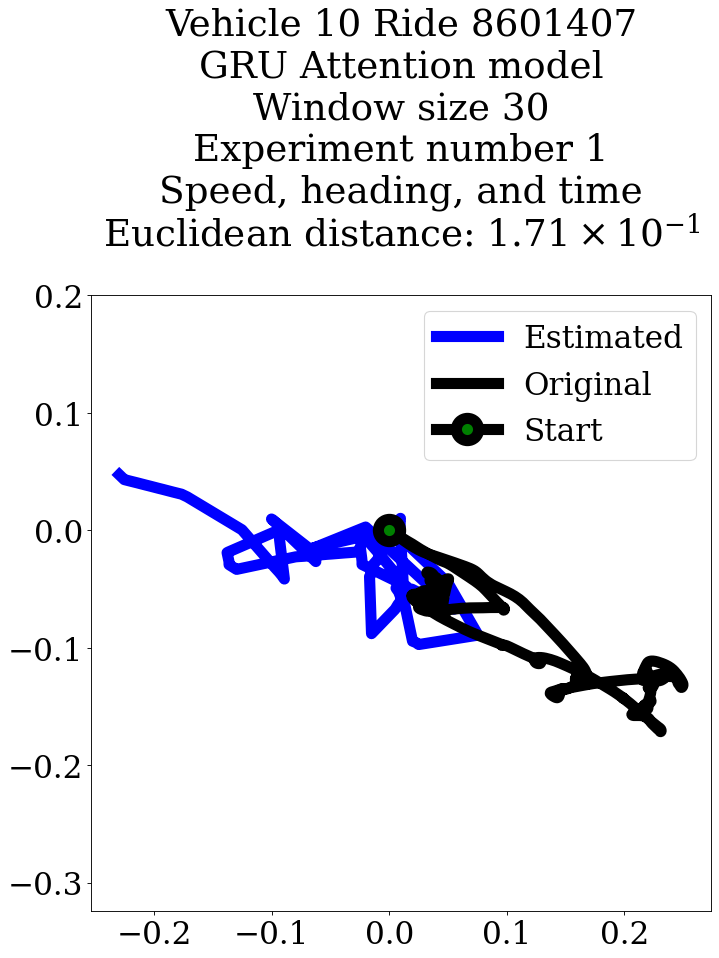 Vehicle 10 Ride 8601407
GRU Attention model
Window size 30
Experiment number 1
Speed, heading, and time
Euclidean distance: 1.71 × 10⁻¹
0.2
0.1
0.0
−0.1
−0.2
−0.3
Estimated
Original
Start
−0.2 −0.1 0.0 0.1 0.2